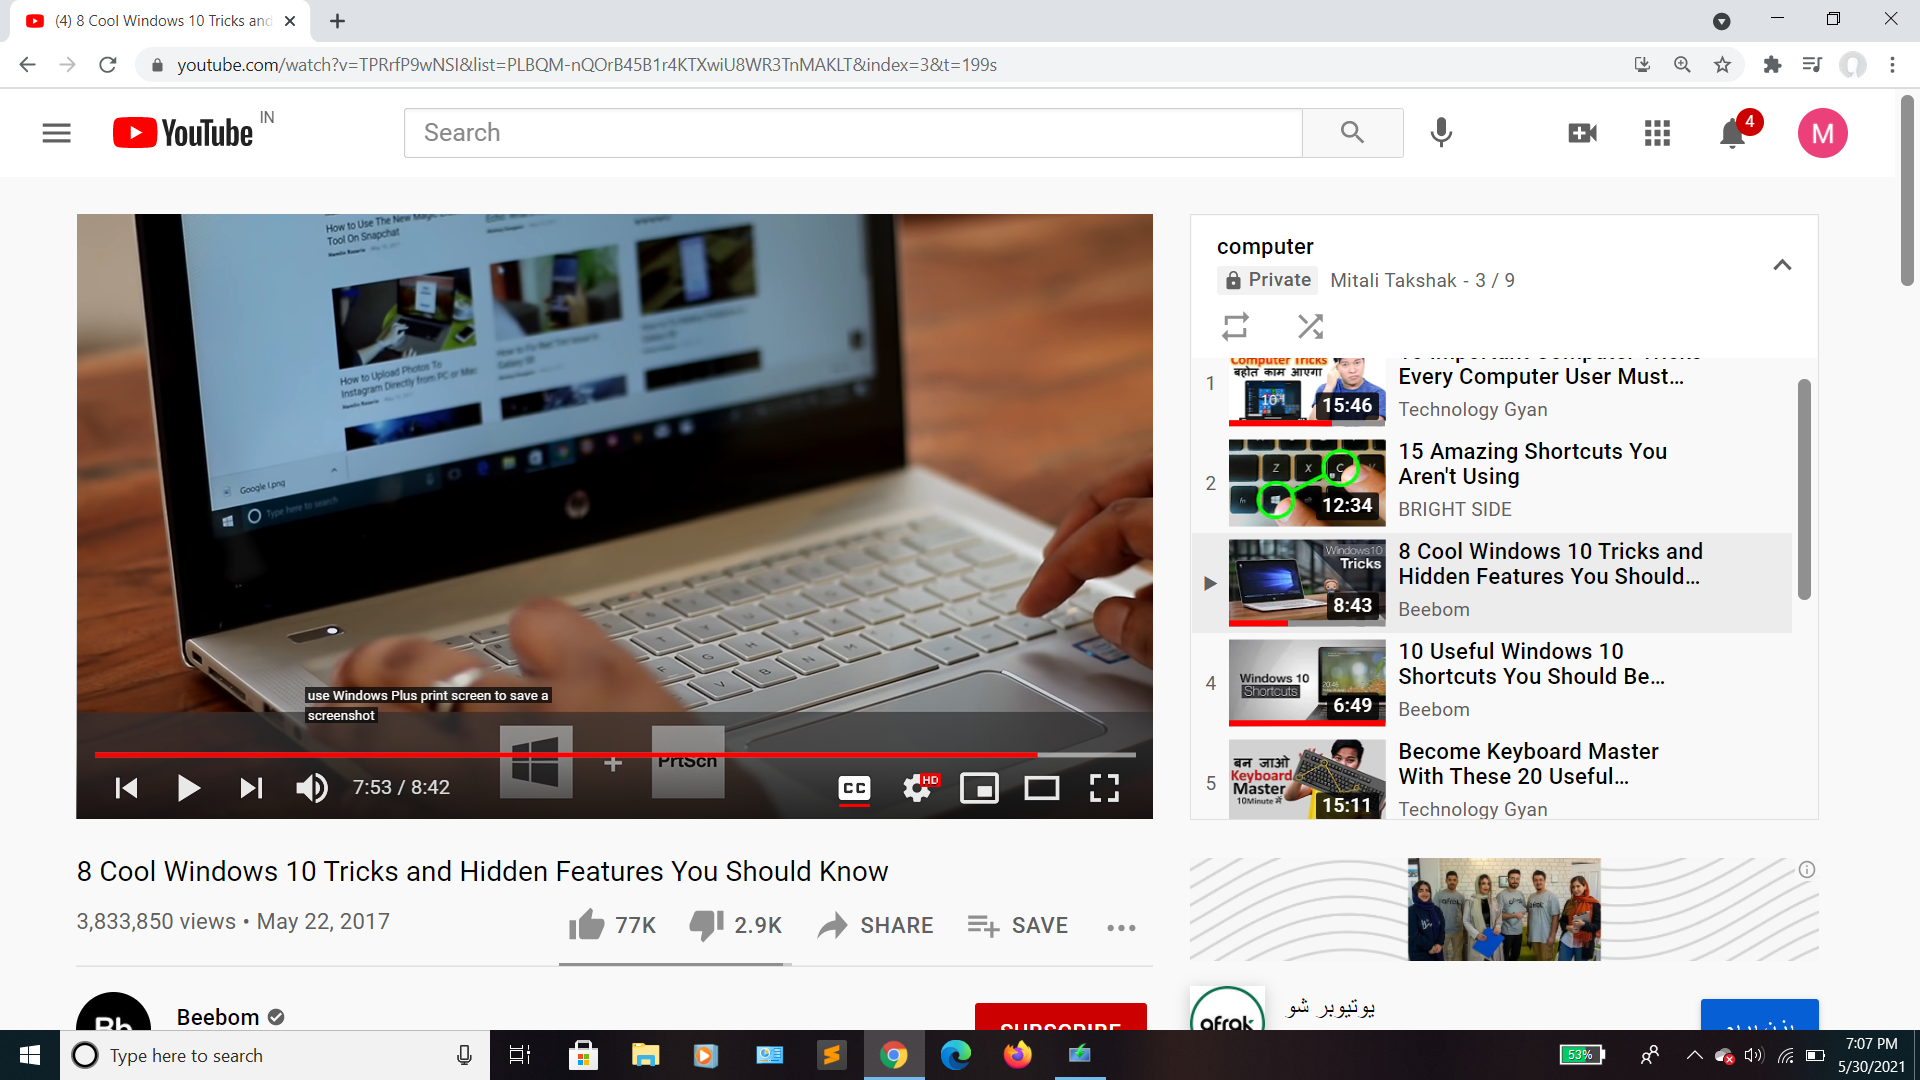 (4) 8 Cool Windows 10 Tricks and
youtube.com/watch?v=TPRrfP9wNSI&list=PLBQM-nQOrB45B1r4KTXwiU8WR3TnMAKLT&index=3&t=199s
YouTube IN
Search
4
M
How to Use The New Magic
Tool On Snapchat
How to Upload Photos To
Instagram Directly from PC or Mac
Google I.png
Type here to search
use Windows Plus print screen to save a
screenshot
+ PrtScn
7:53 / 8:42
CC
HD
computer
Private Mitali Takshak - 3 / 9
1
Computer Tricks
बहोत काम आएगा
15:46
10 Important Computer Tricks
Every Computer User Must...
Technology Gyan
2
Z X C V
fn
12:34
15 Amazing Shortcuts You
Aren't Using
BRIGHT SIDE
Windows10
Tricks
8:43
8 Cool Windows 10 Tricks and
Hidden Features You Should...
Beebom
4
Windows 10
Shortcuts
6:49
10 Useful Windows 10
Shortcuts You Should Be...
Beebom
5
बन जाओ
Keyboard
Master
10Minute में
15:11
Become Keyboard Master
With These 20 Useful...
Technology Gyan
8 Cool Windows 10 Tricks and Hidden Features You Should Know
3,833,850 views • May 22, 2017
77K
2.9K
SHARE
SAVE
Beebom
SUBSCRIBE
afrak
یوتیوبر شو
Type here to search
53%
7:07 PM
5/30/2021